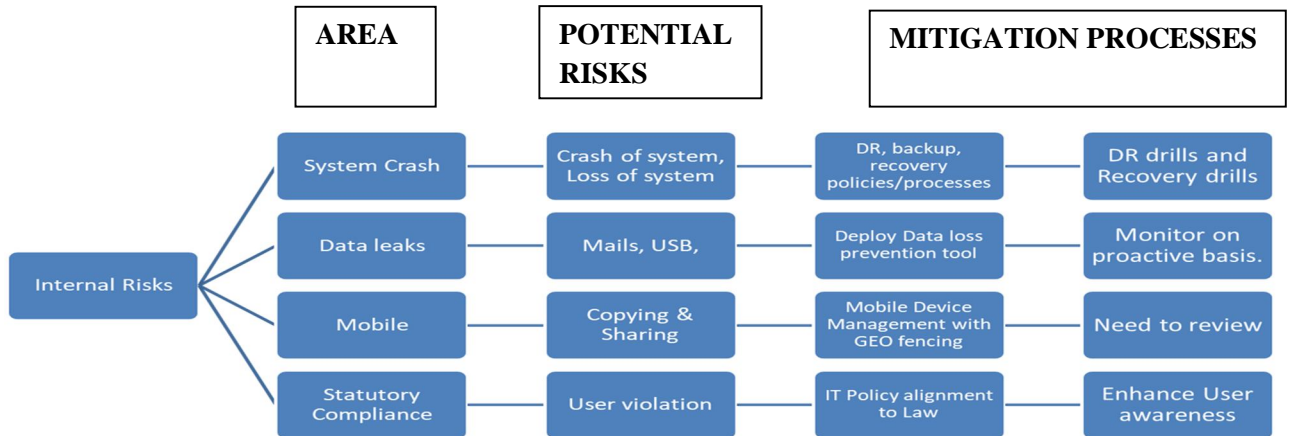 AREA
POTENTIAL
RISKS
MITIGATION PROCESSES
Internal Risks
System Crash
Crash of system,
Loss of system
DR, backup,
recovery
policies/processes
DR drills and
Recovery drills
Data leaks
Mails, USB,
Deploy Data loss
prevention tool
Monitor on
proactive basis.
Mobile
Copying &
Sharing
Mobile Device
Management with
GEO fencing
Need to review
Statutory
Compliance
User violation
IT Policy alignment
to Law
Enhance User
awareness